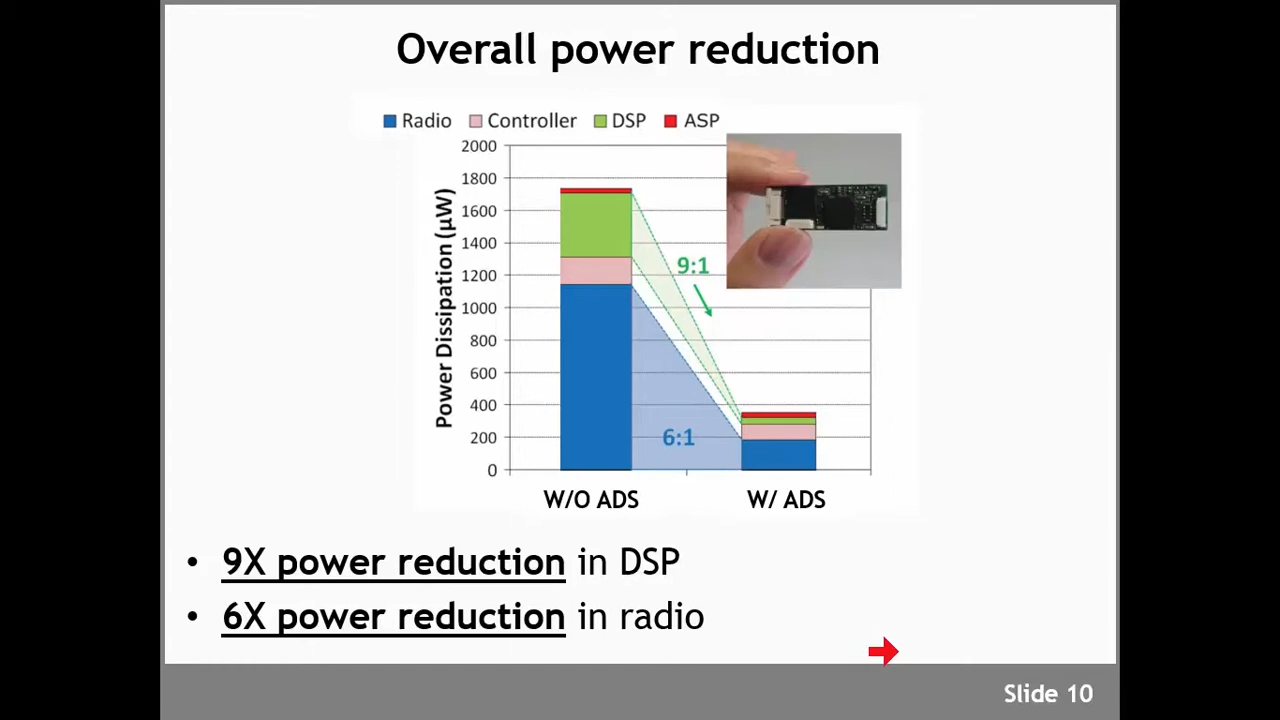 Overall power reduction
Radio Controller DSP ASP
Power Dissipation (µW)
2000
1800
1600
1400
1200
1000
800
600
400
200
0
9:1
6:1
W/O ADS W/ ADS
• 9X power reduction in DSP
• 6X power reduction in radio
Slide 10